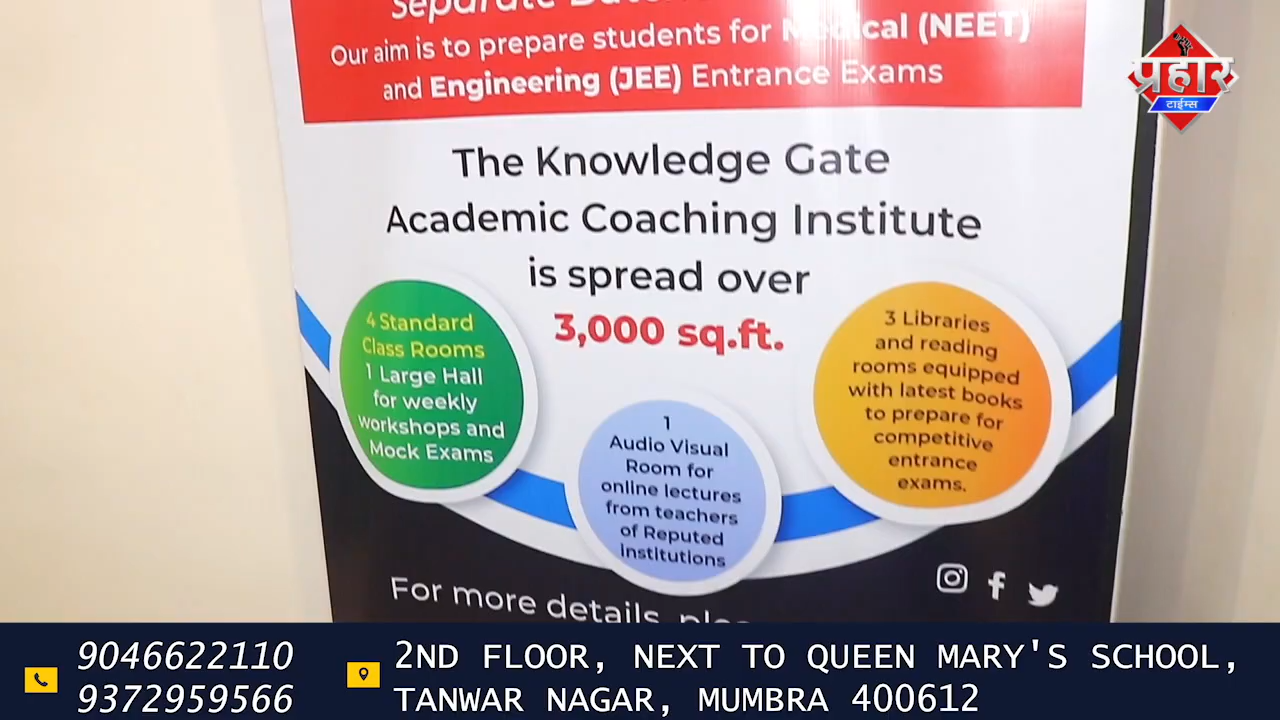 Separate
Our aim is to prepare students for Medical (NEET)
and Engineering (JEE) Entrance Exams
प्रहार
टाईम्स
The Knowledge Gate
Academic Coaching Institute
is spread over
3,000 sq.ft.
4 Standard
Class Rooms
1 Large Hall
for weekly
workshops and
Mock Exams
1
Audio Visual
Room for
online lectures
from teachers
of Reputed
Institutions
3 Libraries
and reading
rooms equipped
with latest books
to prepare for
competitive
entrance
exams.
For more details,
9046622110
9372959566
2ND FLOOR, NEXT TO QUEEN MARY'S SCHOOL,
TANWAR NAGAR, MUMBRA 400612